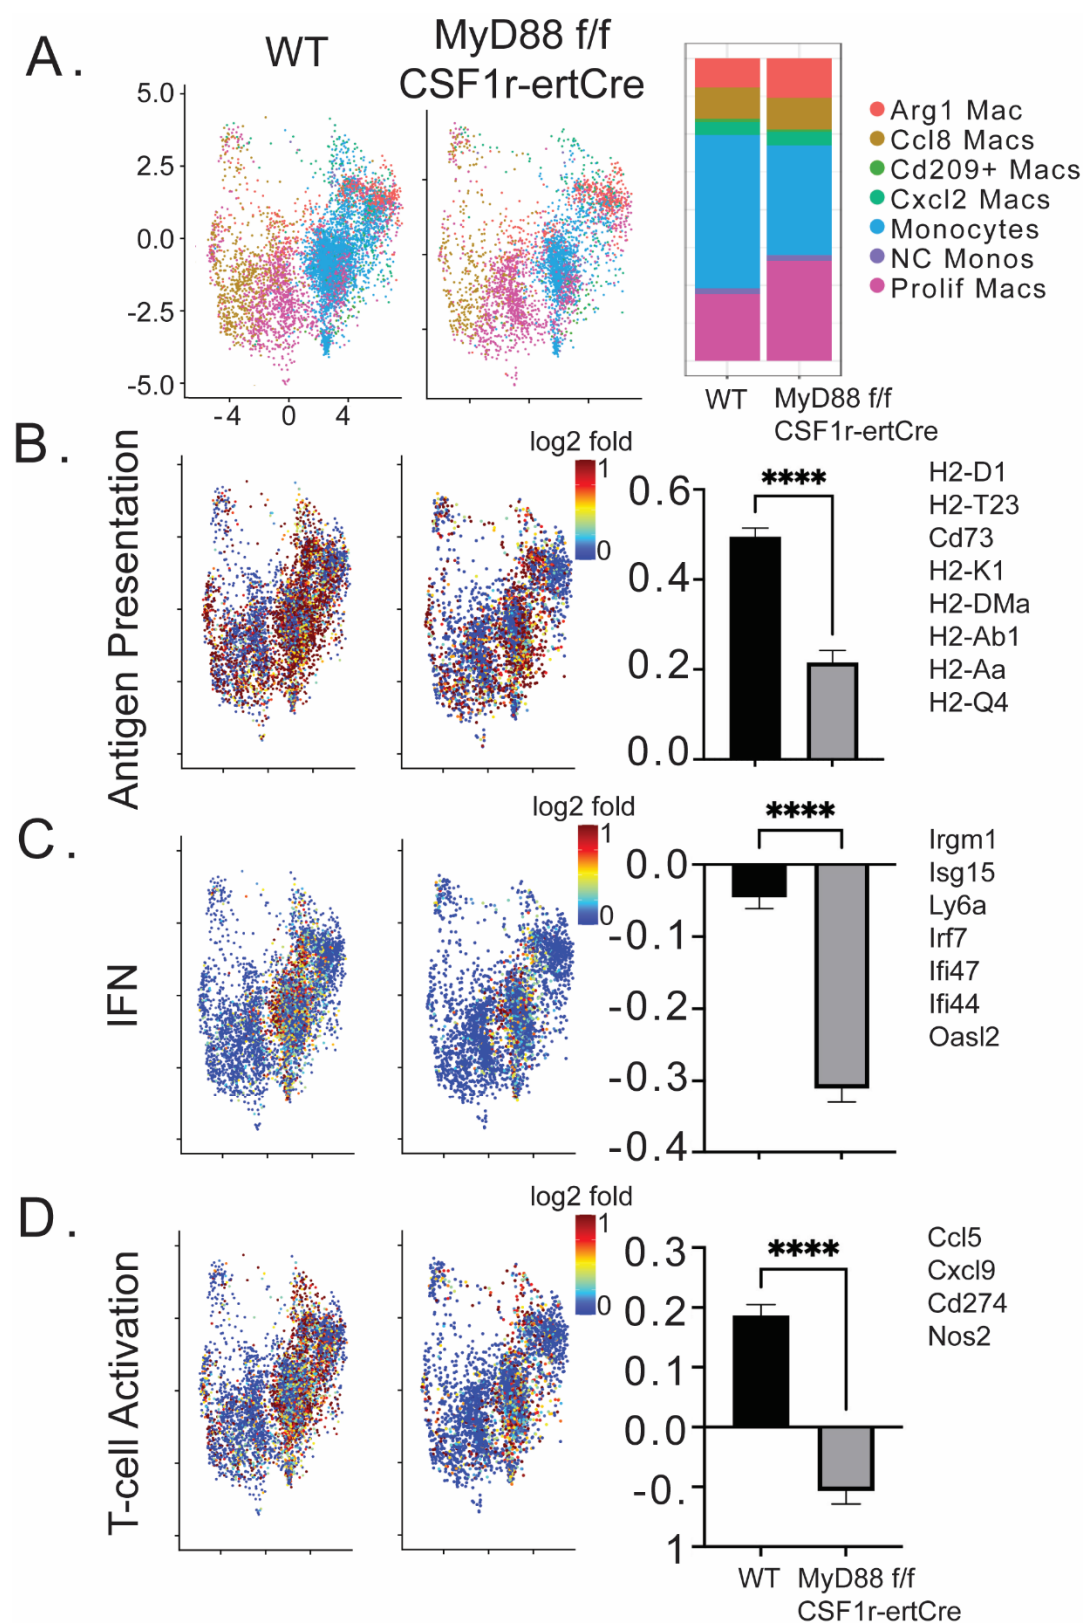 A.
WT
MyD88 f/f
CSF1r-ertCre
5.0
2.5
0.0
-2.5
-5.0
-4 0 4
Arg1 Mac
Ccl8 Macs
Cd209+ Macs
Cxcl2 Macs
Monocytes
NC Monos
Prolif Macs
WT
MyD88 f/f
CSF1r-ertCre
B.
Antigen Presentation
log2 fold
1
0
0.6
0.4
0.2
0.0
****
H2-D1
H2-T23
Cd73
H2-K1
H2-DMa
H2-Ab1
H2-Aa
H2-Q4
C.
IFN
log2 fold
1
0
0.0
-0.1
-0.2
-0.3
-0.4
****
Irgm1
Isg15
Ly6a
Irf7
Ifi47
Ifi44
Oasl2
D.
T-cell Activation
log2 fold
1
0
0.3
0.2
0.1
0.0
-0.
1
****
Ccl5
Cxcl9
Cd274
Nos2
WT
MyD88 f/f
CSF1r-ertCre